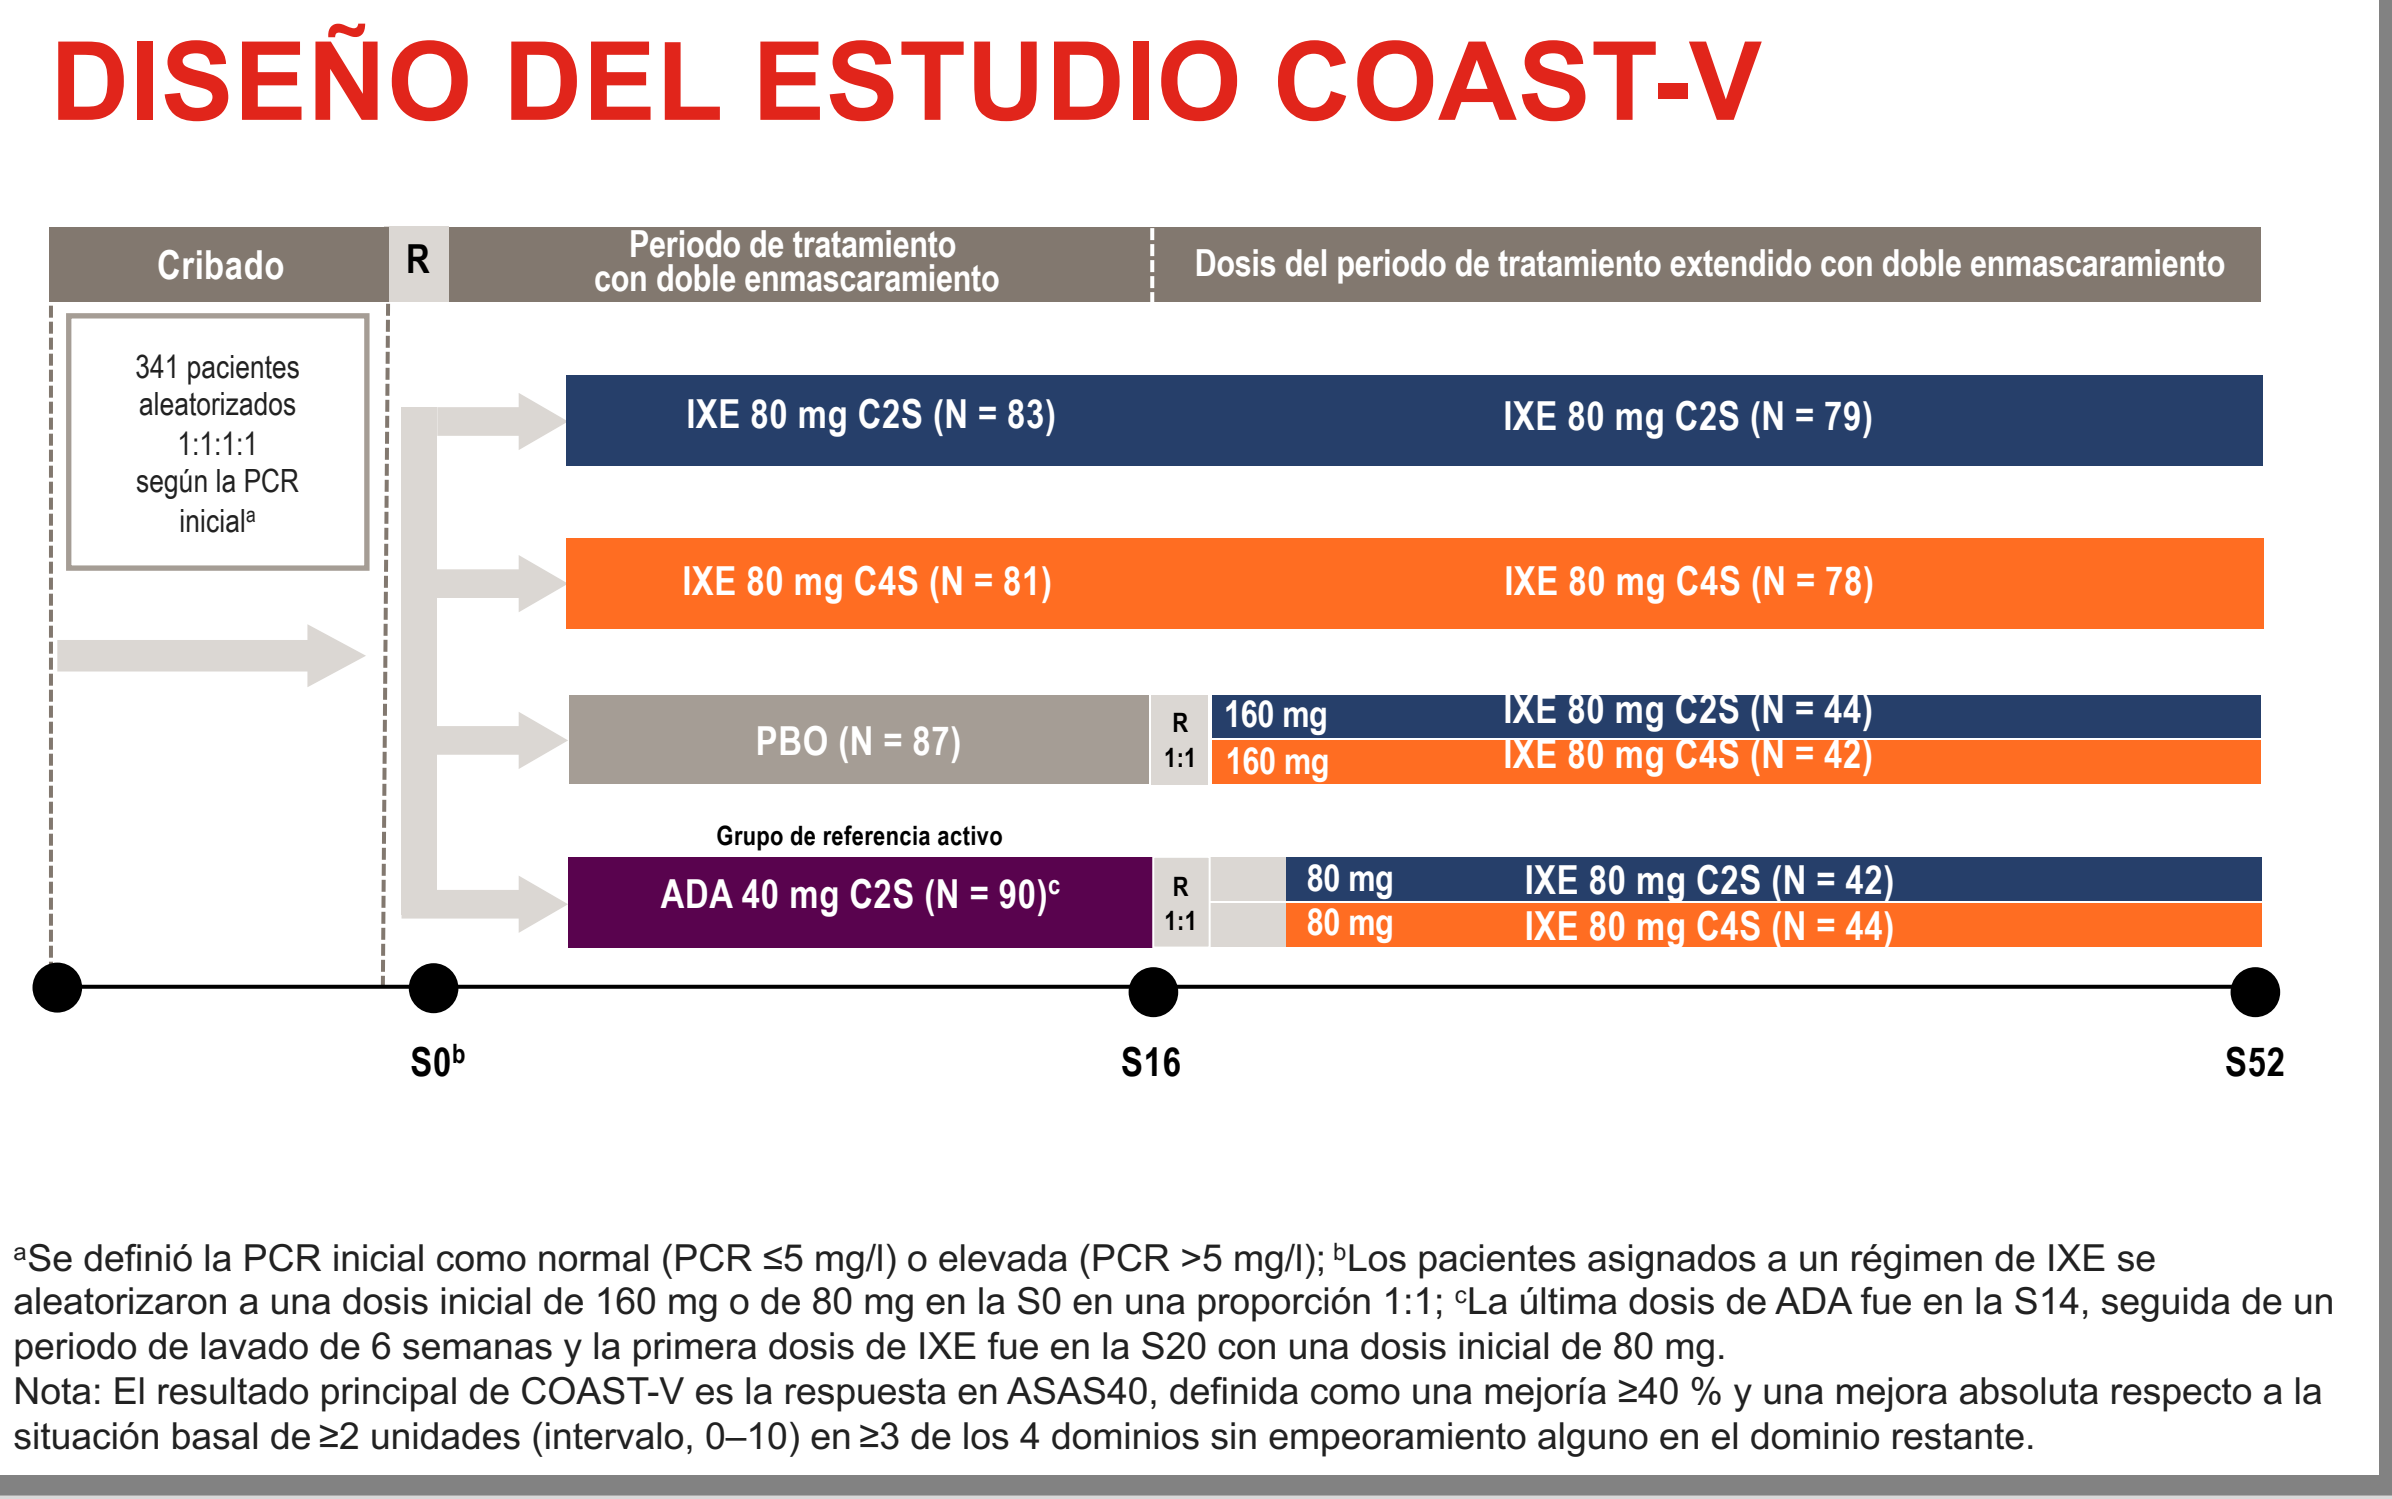 DISEÑO DEL ESTUDIO COAST-V
Cribado
R
Periodo de tratamiento
con doble enmascaramiento
Dosis del periodo de tratamiento extendido con doble enmascaramiento
341 pacientes
aleatorizados
1:1:1:1
según la PCR
inicialᵃ
IXE 80 mg C2S (N = 83)
IXE 80 mg C2S (N = 79)
IXE 80 mg C4S (N = 81)
IXE 80 mg C4S (N = 78)
PBO (N = 87)
R
1:1
160 mg
IXE 80 mg C2S (N = 44)
160 mg
IXE 80 mg C4S (N = 42)
Grupo de referencia activo
ADA 40 mg C2S (N = 90)ᶜ
R
1:1
80 mg
IXE 80 mg C2S (N = 42)
80 mg
IXE 80 mg C4S (N = 44)
S0ᵇ
S16
S52
ᵃSe definió la PCR inicial como normal (PCR ≤5 mg/l) o elevada (PCR >5 mg/l); ᵇLos pacientes asignados a un régimen de IXE se
aleatorizaron a una dosis inicial de 160 mg o de 80 mg en la S0 en una proporción 1:1; ᶜLa última dosis de ADA fue en la S14, seguida de un
periodo de lavado de 6 semanas y la primera dosis de IXE fue en la S20 con una dosis inicial de 80 mg.
Nota: El resultado principal de COAST-V es la respuesta en ASAS40, definida como una mejoría ≥40 % y una mejora absoluta respecto a la
situación basal de ≥2 unidades (intervalo, 0–10) en ≥3 de los 4 dominios sin empeoramiento alguno en el dominio restante.